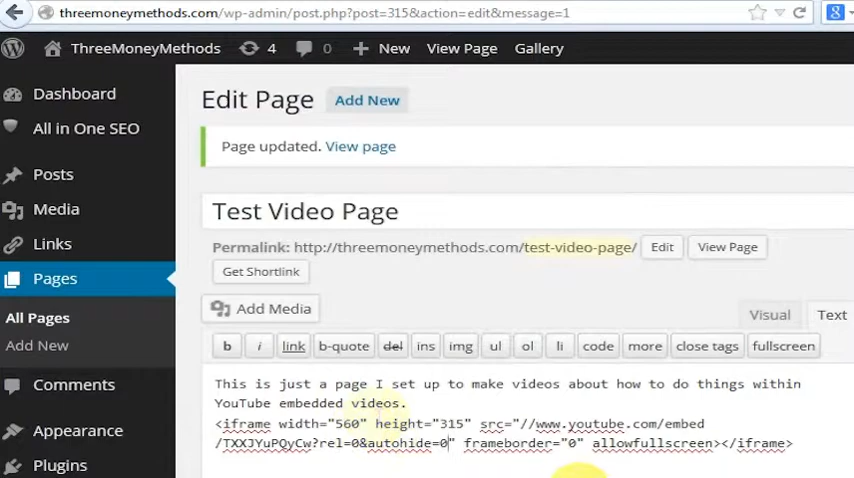 threemoneymethods.com/wp-admin/post.php?post=315&action=edit&message=1
ThreeMoneyMethods 4 0 New View Page Gallery
Dashboard
All in One SEO
Posts
Media
Links
Pages
All Pages
Add New
Comments
Appearance
Plugins
Edit Page Add New
Page updated. View page
Test Video Page
Permalink: http://threemoneymethods.com/test-video-page/ Edit View Page
Get Shortlink
Add Media
Visual Text
b i link b-quote del ins img ul ol li code more close tags fullscreen
This is just a page I set up to make videos about how to do things within
YouTube embedded videos.
<iframe width="560" height="315" src="//www.youtube.com/embed
/TXXJYuPQyCw?rel=0&autohide=0" frameborder="0" allowfullscreen></iframe>